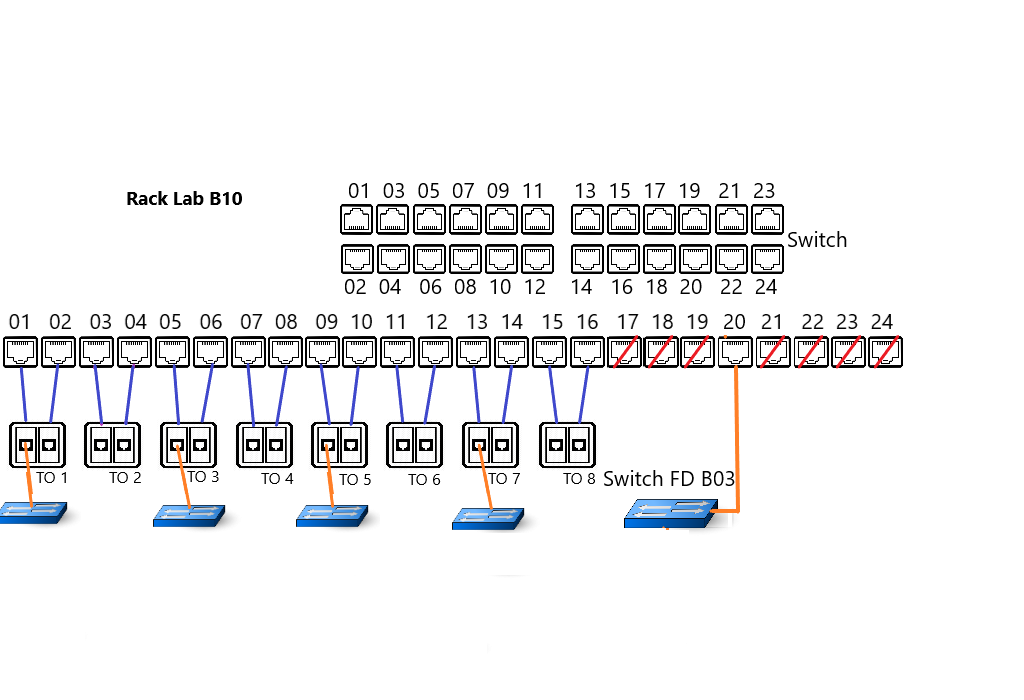 01 03 05 07 09 11 13 15 17 19 21 23
Rack Lab B10
Switch
02 04 06 08 10 12 14 16 18 20 22 24
01 02 03 04 05 06 07 08 09 10 11 12 13 14 15 16 17 18 19 20 21 22 23 24
TO 1 TO 2 TO 3 TO 4 TO 5 TO 6 TO 7 TO 8 Switch FD B03